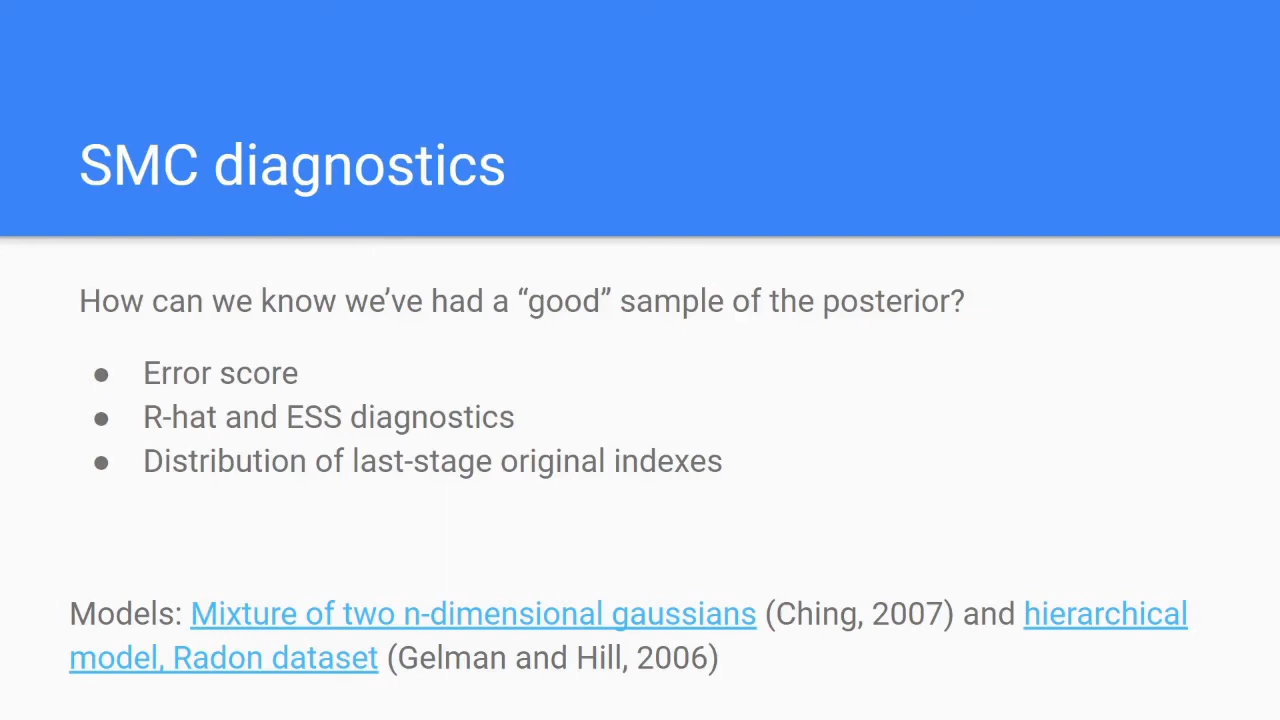 SMC diagnostics
How can we know we’ve had a “good” sample of the posterior?
● Error score
● R-hat and ESS diagnostics
● Distribution of last-stage original indexes
Models: Mixture of two n-dimensional gaussians (Ching, 2007) and hierarchical
model, Radon dataset (Gelman and Hill, 2006)